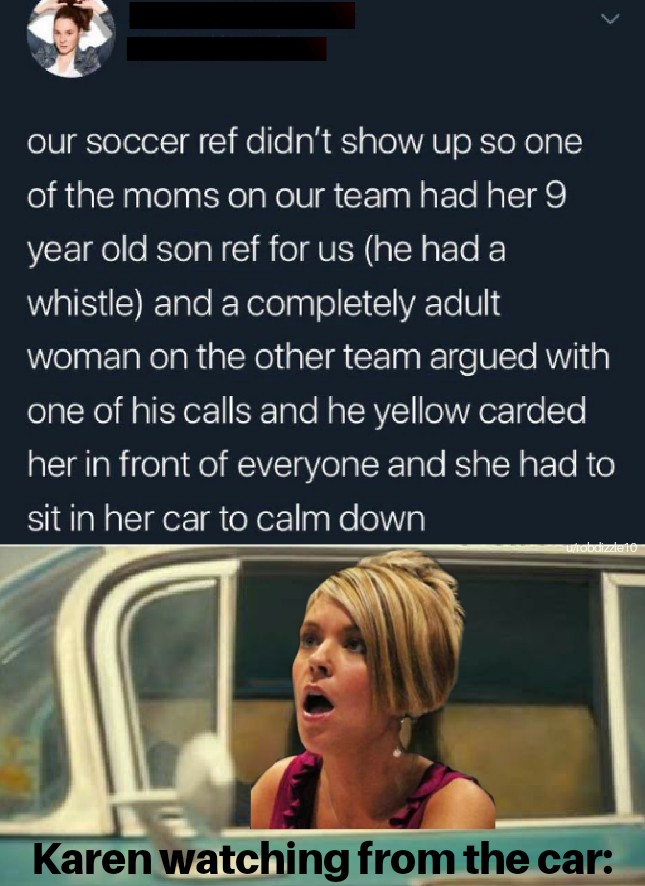 our soccer ref didn't show up so one
of the moms on our team had her 9
year old son ref for us (he had a
whistle) and a completely adult
woman on the other team argued with
one of his calls and he yellow carded
her in front of everyone and she had to
sit in her car to calm down
u/tobdizzle10
Karen watching from the car: